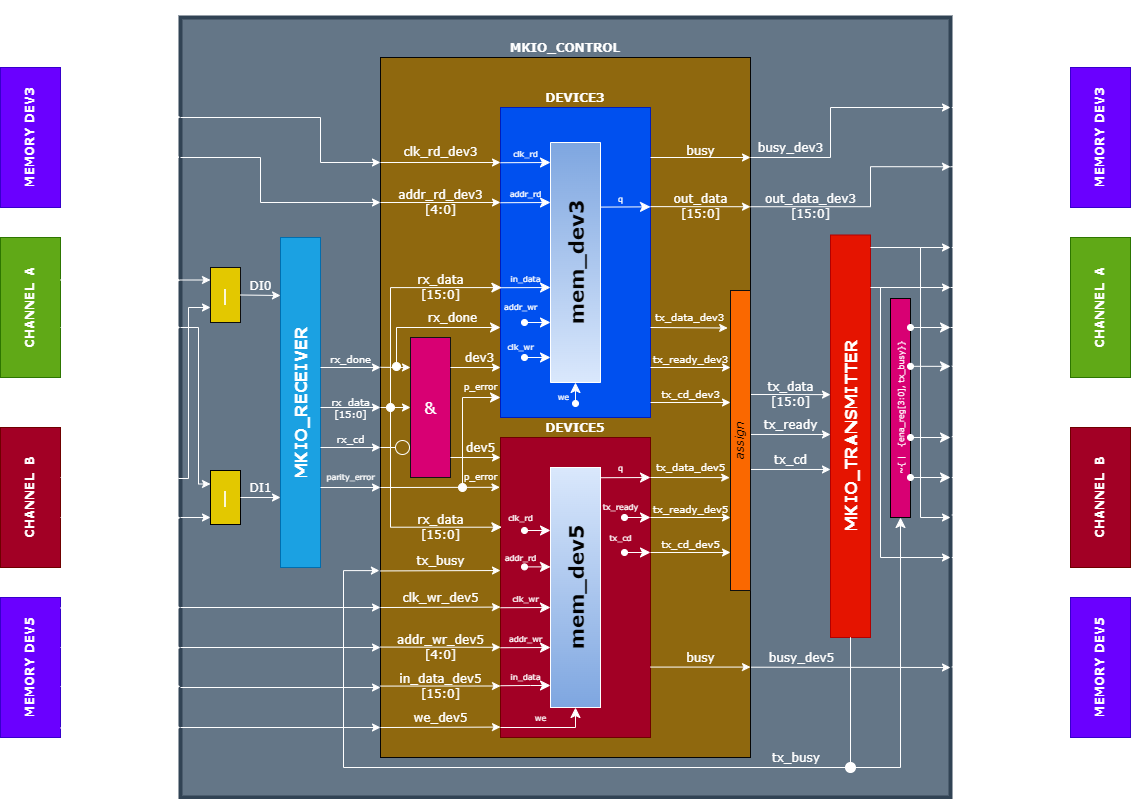 MKIO_CONTROL
MEMORY DEV3
CHANNEL A
CHANNEL B
MEMORY DEV5
DI0
DI1
MKIO_RECEIVER
rx_done
rx_data
[15:0]
rx_cd
parity_error
clk_rd_dev3
addr_rd_dev3
[4:0]
rx_data
[15:0]
rx_done
&
dev3
p_error
dev5
p_error
rx_data
[15:0]
tx_busy
clk_wr_dev5
addr_wr_dev5
[4:0]
in_data_dev5
[15:0]
we_dev5
DEVICE3
clk_rd
addr_rd
in_data
addr_wr
clk_wr
we
mem_dev3
q
DEVICE5
clk_rd
addr_rd
clk_wr
addr_wr
in_data
we
mem_dev5
q
tx_ready
tx_cd
busy
out_data
[15:0]
tx_data_dev3
tx_ready_dev3
tx_cd_dev3
tx_data_dev5
tx_ready_dev5
tx_cd_dev5
busy
assign
busy_dev3
out_data_dev3
[15:0]
tx_data
[15:0]
tx_ready
tx_cd
busy_dev5
tx_busy
MKIO_TRANSMITTER
~{ | {ena_reg[3:0], tx_busy}}
MEMORY DEV3
CHANNEL A
CHANNEL B
MEMORY DEV5